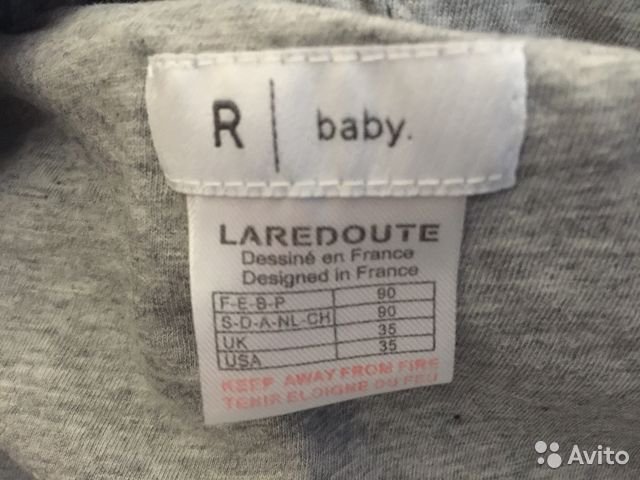 R | baby.
LAREDOUTE
Dessiné en France
Designed in France
F-E-B-P 90
S-D-A-NL-CH 90
UK 35
USA 35
KEEP AWAY FROM FIRE
TENIR ELOIGNE DU FEU
Avito